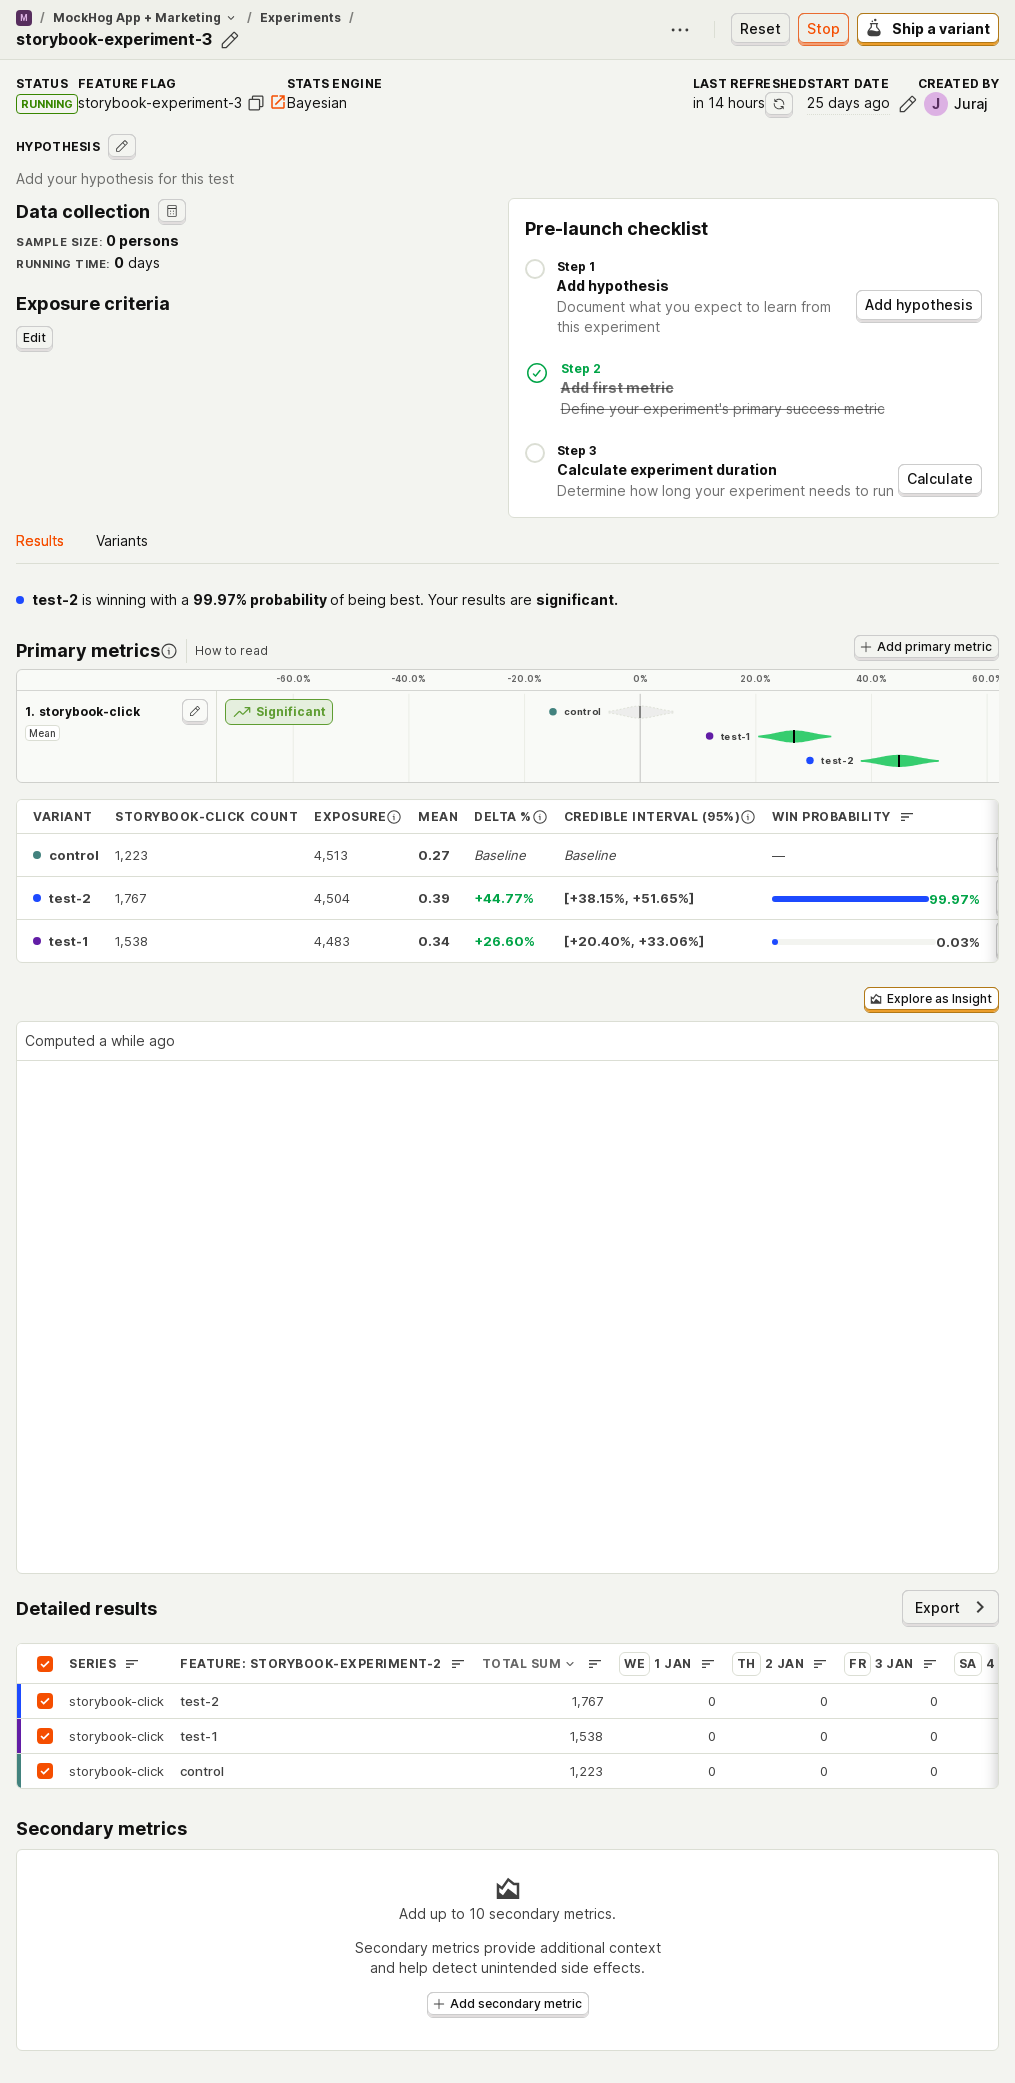 M / MockHog App + Marketing / Experiments /
storybook-experiment-3
Reset
Stop
Ship a variant
STATUS
FEATURE FLAG
STATS ENGINE
LAST REFRESHED
START DATE
CREATED BY
RUNNING
storybook-experiment-3
Bayesian
in 14 hours
25 days ago
J Juraj
HYPOTHESIS
Add your hypothesis for this test
Data collection
SAMPLE SIZE: 0 persons
RUNNING TIME: 0 days
Exposure criteria
Edit
Pre-launch checklist
Step 1
Add hypothesis
Document what you expect to learn from
this experiment
Add hypothesis
Step 2
Add first metric
Define your experiment's primary success metric
Step 3
Calculate experiment duration
Determine how long your experiment needs to run
Calculate
Results
Variants
test-2 is winning with a 99.97% probability of being best. Your results are significant.
Primary metrics
How to read
Add primary metric
-60.0% -40.0% -20.0% 0% 20.0% 40.0% 60.0%
1. storybook-click
Mean
Significant
control
test-1
test-2
VARIANT STORYBOOK-CLICK COUNT EXPOSURE MEAN DELTA % CREDIBLE INTERVAL (95%) WIN PROBABILITY
control 1,223 4,513 0.27 Baseline Baseline —
test-2 1,767 4,504 0.39 +44.77% [+38.15%, +51.65%] 99.97%
test-1 1,538 4,483 0.34 +26.60% [+20.40%, +33.06%] 0.03%
Explore as Insight
Computed a while ago
Detailed results
Export
SERIES FEATURE: STORYBOOK-EXPERIMENT-2 TOTAL SUM WE 1 JAN TH 2 JAN FR 3 JAN SA 4
storybook-click test-2 1,767 0 0 0
storybook-click test-1 1,538 0 0 0
storybook-click control 1,223 0 0 0
Secondary metrics
Add up to 10 secondary metrics.
Secondary metrics provide additional context
and help detect unintended side effects.
Add secondary metric